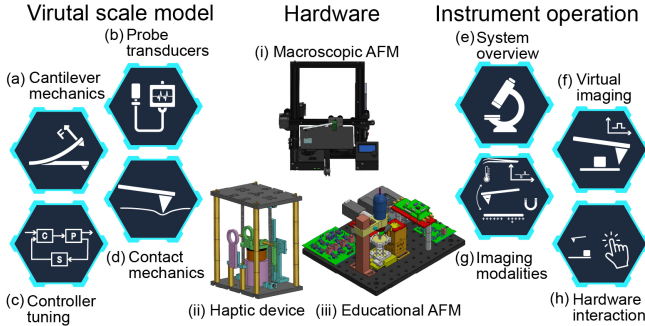 Virutal scale model
Hardware
Instrument operation
(b) Probe
transducers
(a) Cantilever
mechanics
F
C
P
S
(d) Contact
mechanics
(c) Controller
tuning
(i) Macroscopic AFM
(ii) Haptic device
(iii) Educational AFM
(e) System
overview
(f) Virtual
imaging
(g) Imaging
modalities
(h) Hardware
interaction